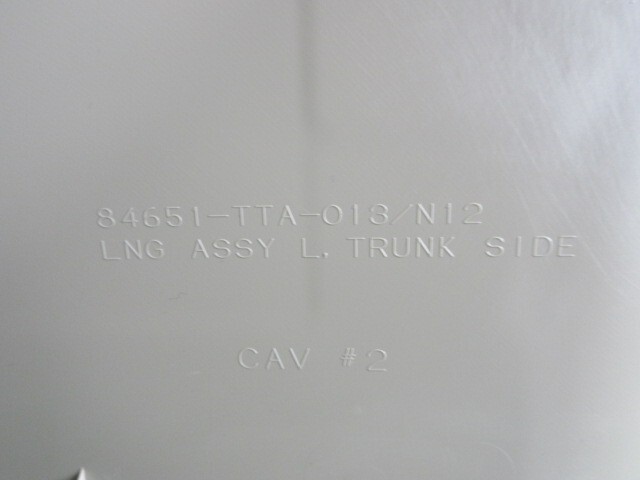 84651-TTA-013/N12
LNG ASSY L, TRUNK SIDE
CAV #2